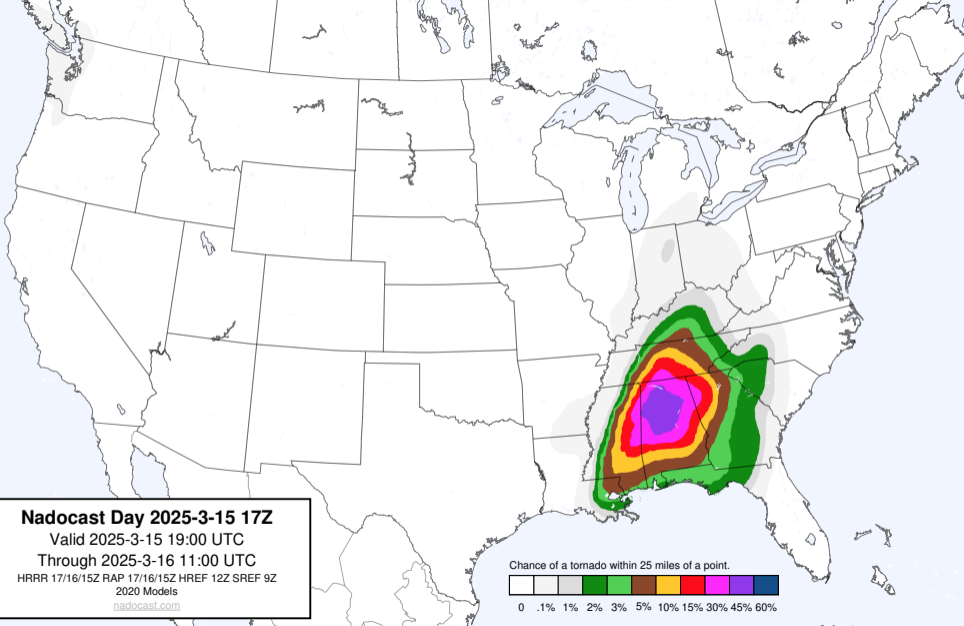 Nadocast Day 2025-3-15 17Z
Valid 2025-3-15 19:00 UTC
Through 2025-3-16 11:00 UTC
HRRR 17/16/15Z RAP 17/16/15Z HREF 12Z SREF 9Z
2020 Models
nadocast.com
Chance of a tornado within 25 miles of a point.
0 .1% 1% 2% 3% 5% 10% 15% 30% 45% 60%